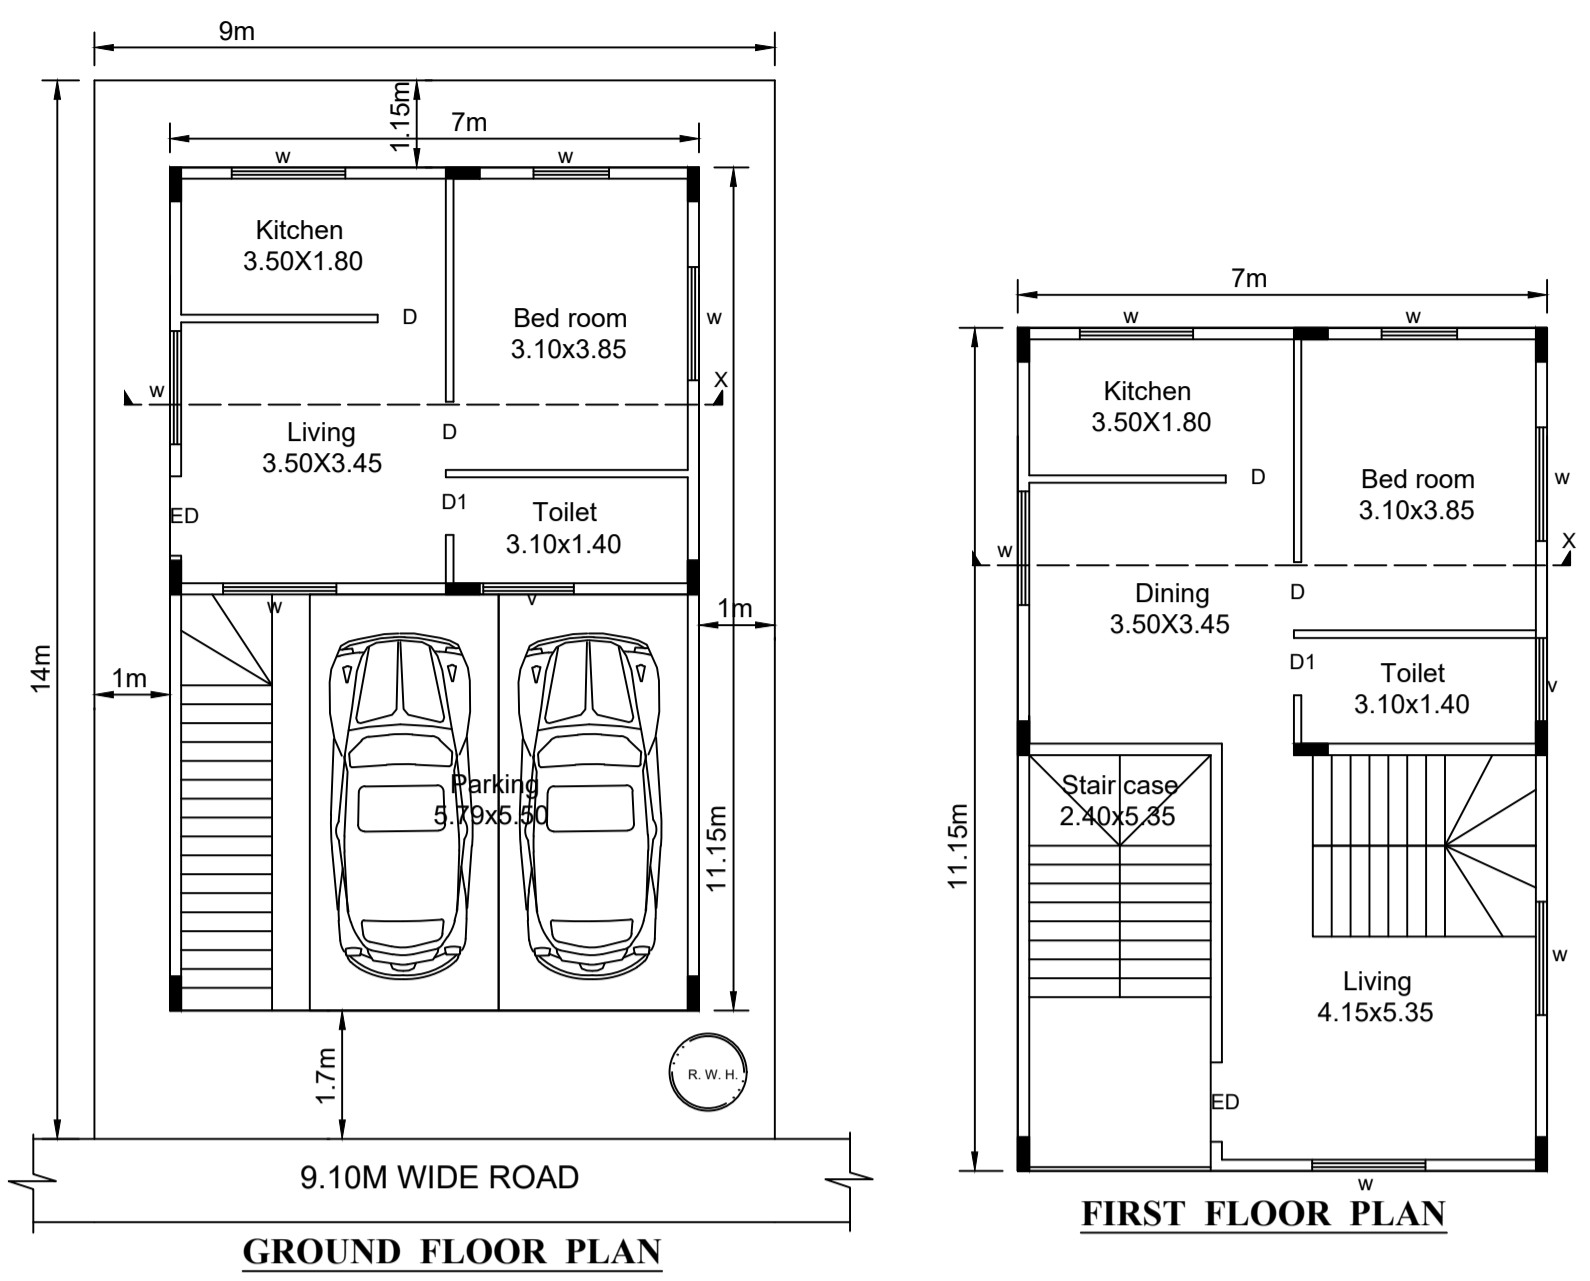 9m
1.15m
7m
w
w
Kitchen
3.50X1.80
D
Bed room
3.10x3.85
w
w
X
Living
3.50X3.45
D
D1
ED
Toilet
3.10x1.40
w
v
1m
14m
1m
Parking
5.79x5.50
11.15m
1.7m
R. W. H.
9.10M WIDE ROAD
GROUND FLOOR PLAN
7m
w
w
Kitchen
3.50X1.80
D
Bed room
3.10x3.85
w
w
X
Dining
3.50X3.45
D
D1
Toilet
3.10x1.40
v
Stair case
2.40x5.35
11.15m
w
Living
4.15x5.35
ED
w
FIRST FLOOR PLAN